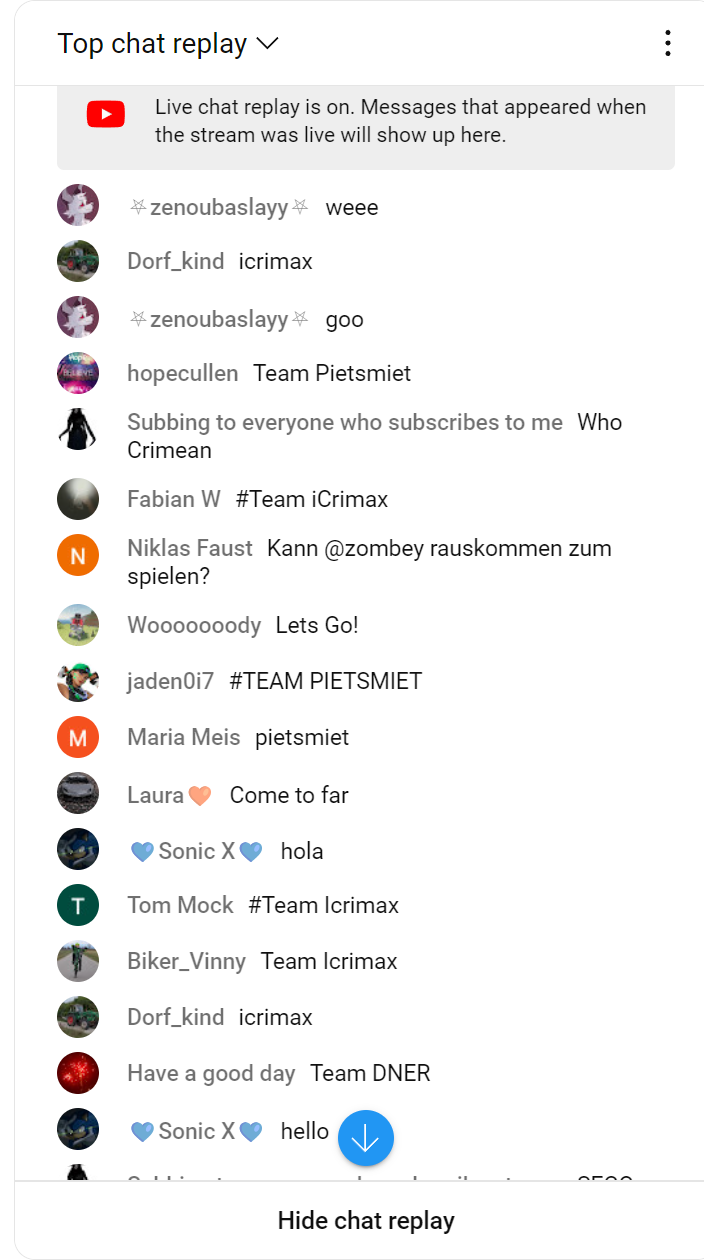 Top chat replay
Live chat replay is on. Messages that appeared when
the stream was live will show up here.
⛧zenoubaslayy⛧ weee
Dorf_kind icrimax
⛧zenoubaslayy⛧ goo
hopecullen Team Pietsmiet
Subbing to everyone who subscribes to me Who
Crimean
Fabian W #Team iCrimax
N
Niklas Faust Kann @zombey rauskommen zum
spielen?
Wooooooody Lets Go!
jaden0i7 #TEAM PIETSMIET
M
Maria Meis pietsmiet
Laura🧡 Come to far
💙Sonic X💙 hola
T
Tom Mock #Team Icrimax
Biker_Vinny Team Icrimax
Dorf_kind icrimax
Have a good day Team DNER
💙Sonic X💙 hello
Hide chat replay